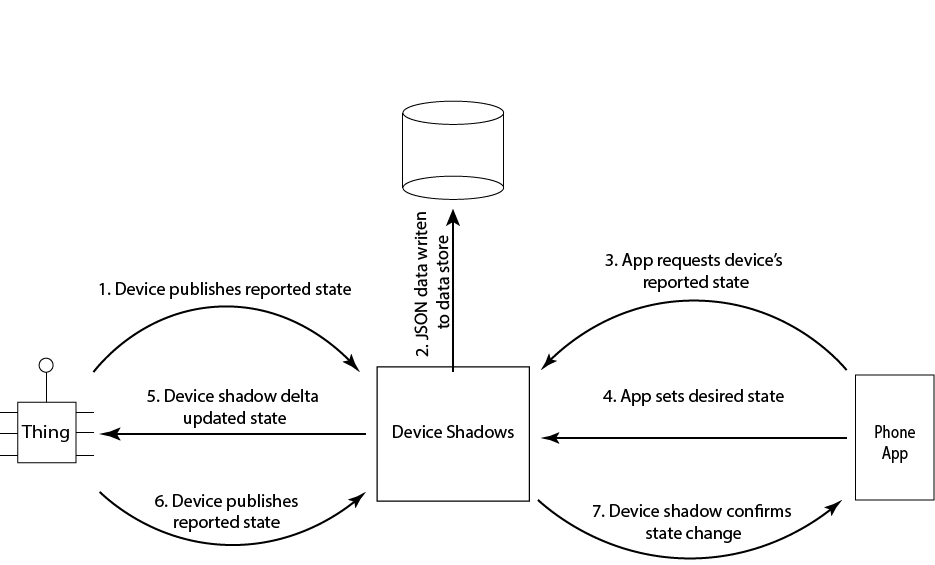 2. JSON data writen
to data store
3. App requests device's
reported state
1. Device publishes reported state
5. Device shadow delta
updated state
4. App sets desired state
Thing
Device Shadows
Phone
App
6. Device publishes
reported state
7. Device shadow confirms
state change